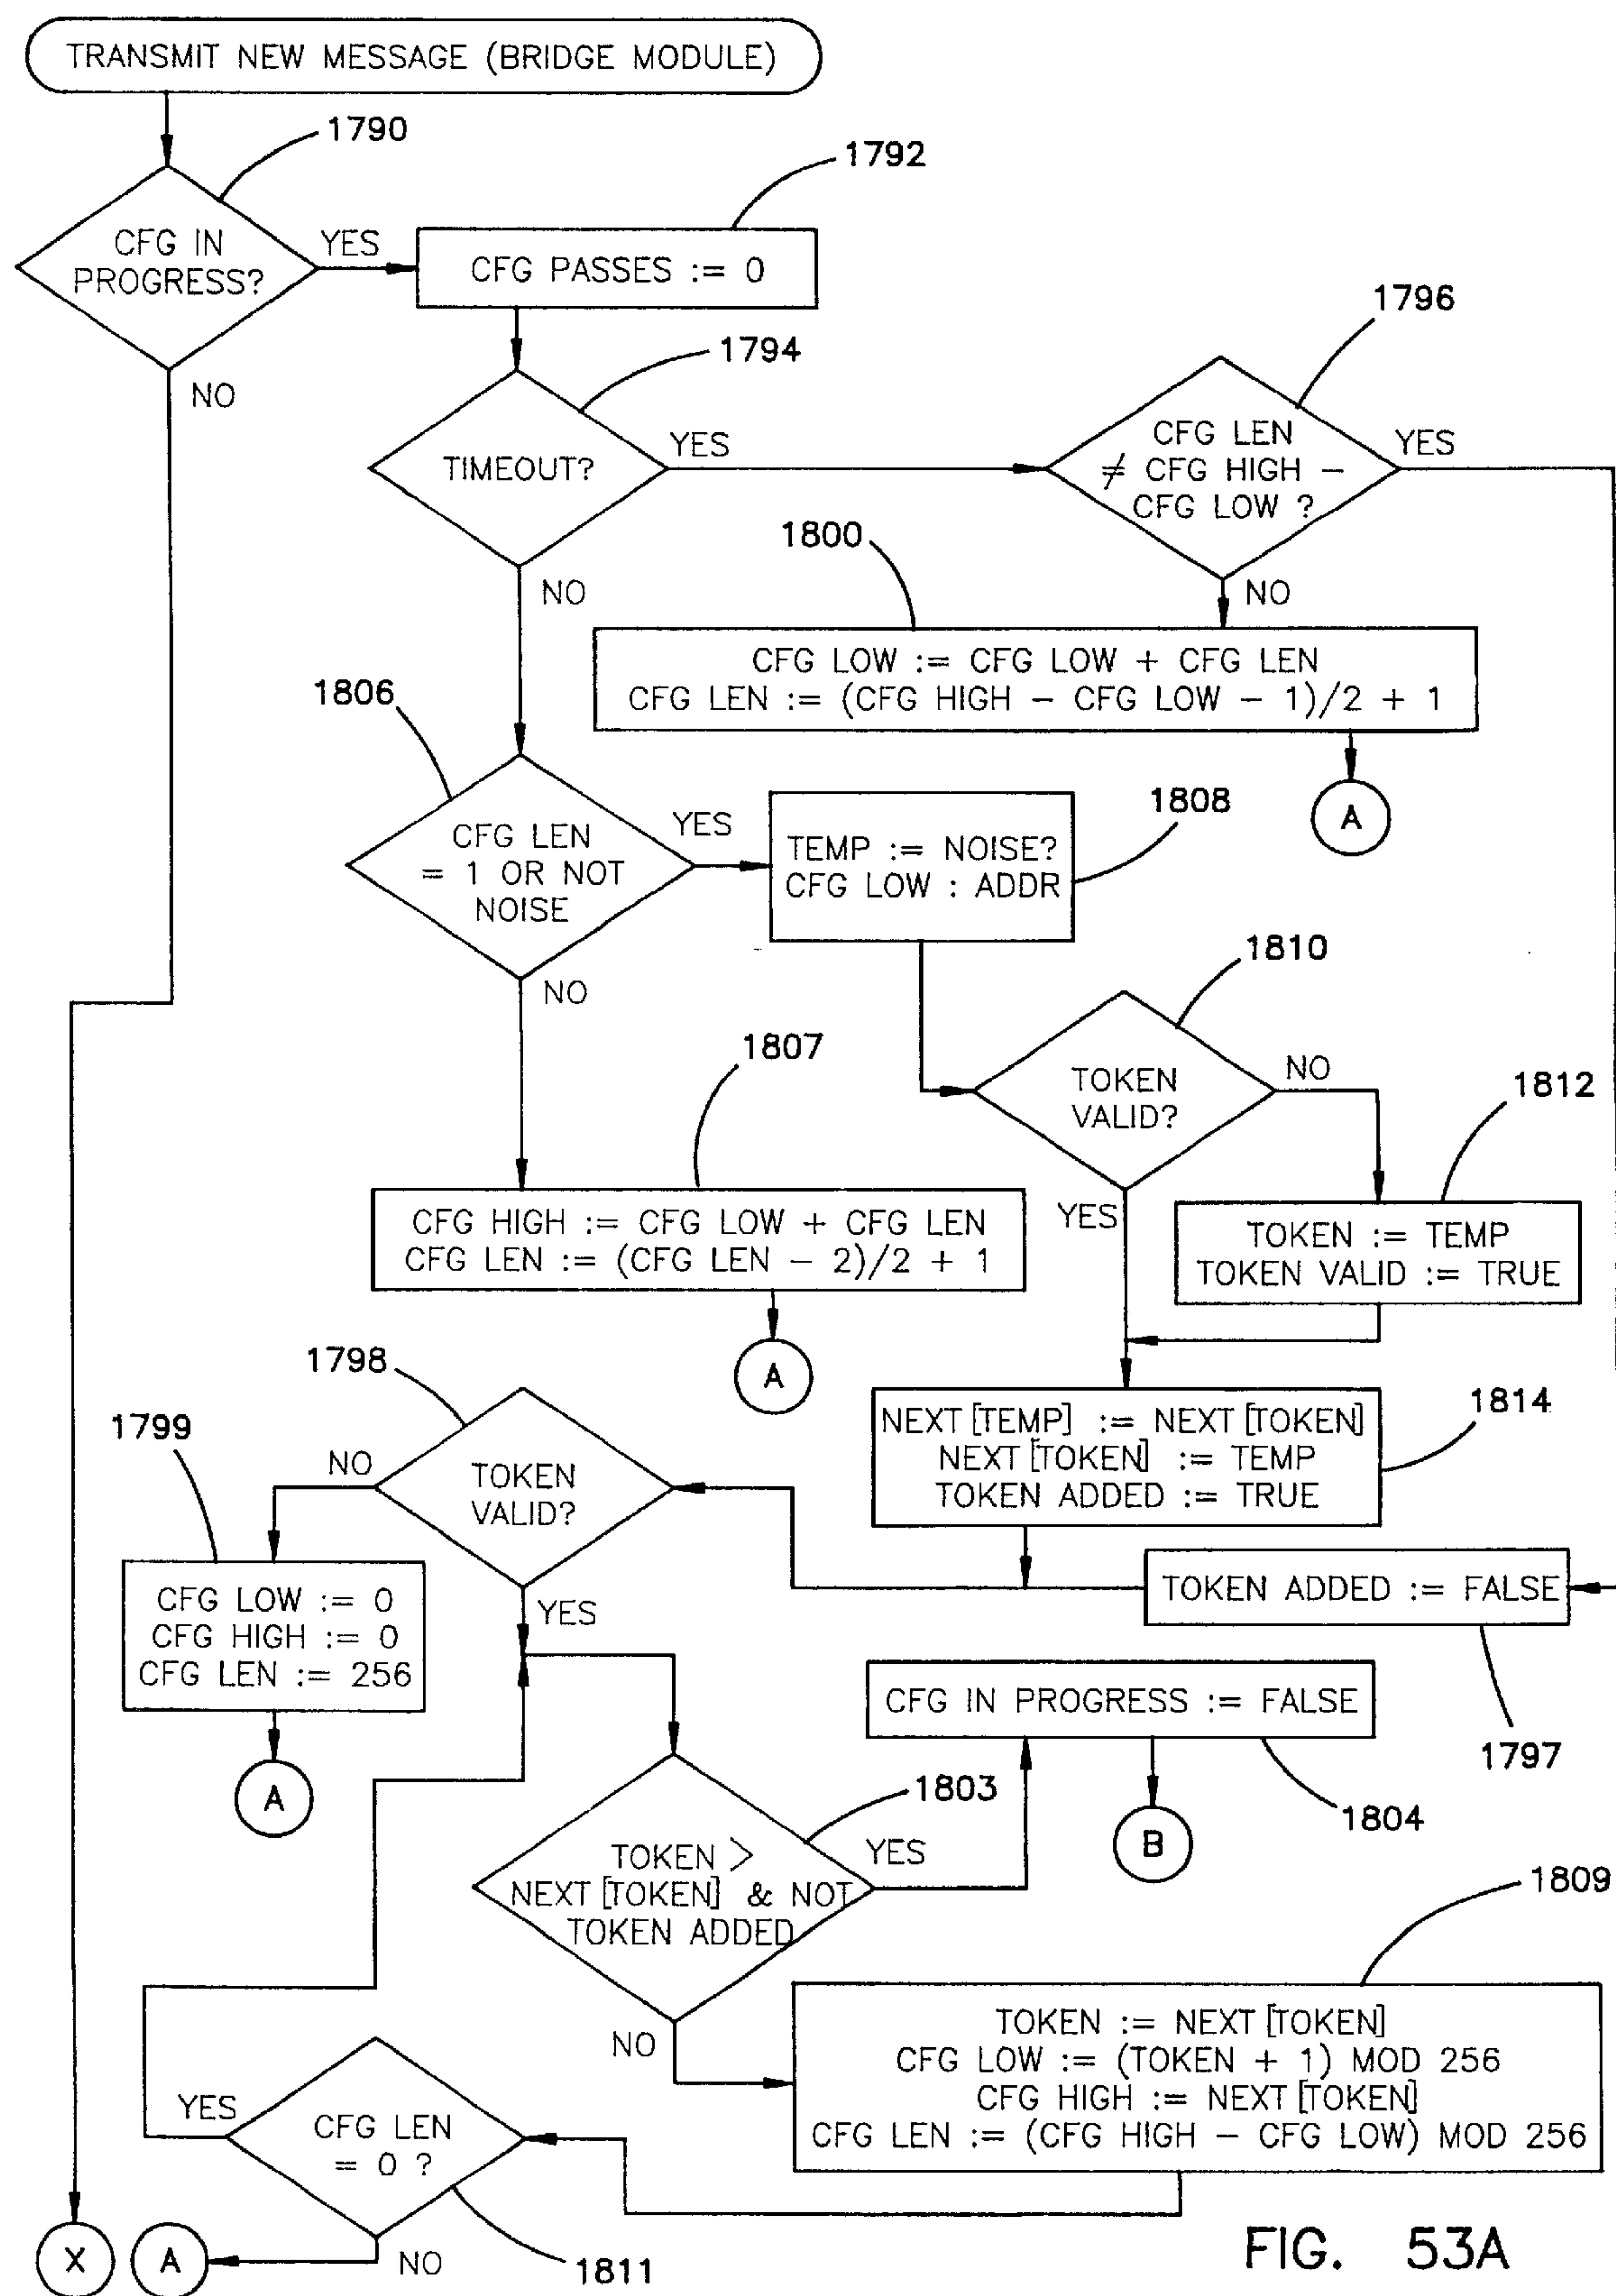 TRANSMIT NEW MESSAGE (BRIDGE MODULE)
1790
1792
CFG IN
PROGRESS?
YES
CFG PASSES := 0
NO
1794
1796
TIMEOUT?
YES
CFG LEN
≠ CFG HIGH –
CFG LOW ?
YES
NO
1800
NO
CFG LOW := CFG LOW + CFG LEN
CFG LEN := (CFG HIGH – CFG LOW – 1)/2 + 1
A
1806
CFG LEN
= 1 OR NOT
NOISE
YES
1808
TEMP := NOISE?
CFG LOW : ADDR
NO
1810
1807
TOKEN
VALID?
NO
1812
YES
CFG HIGH := CFG LOW + CFG LEN
CFG LEN := (CFG LEN – 2)/2 + 1
A
TOKEN := TEMP
TOKEN VALID := TRUE
1798
1799
NO
TOKEN
VALID?
YES
NEXT [TEMP] := NEXT [TOKEN]
NEXT [TOKEN] := TEMP
TOKEN ADDED := TRUE
1814
CFG LOW := 0
CFG HIGH := 0
CFG LEN := 256
A
TOKEN ADDED := FALSE
1797
CFG IN PROGRESS := FALSE
1804
B
1803
TOKEN >
NEXT [TOKEN] & NOT
TOKEN ADDED
YES
NO
1809
TOKEN := NEXT [TOKEN]
CFG LOW := (TOKEN + 1) MOD 256
CFG HIGH := NEXT [TOKEN]
CFG LEN := (CFG HIGH – CFG LOW) MOD 256
YES
CFG LEN
= 0 ?
NO
1811
X
A
FIG. 53A